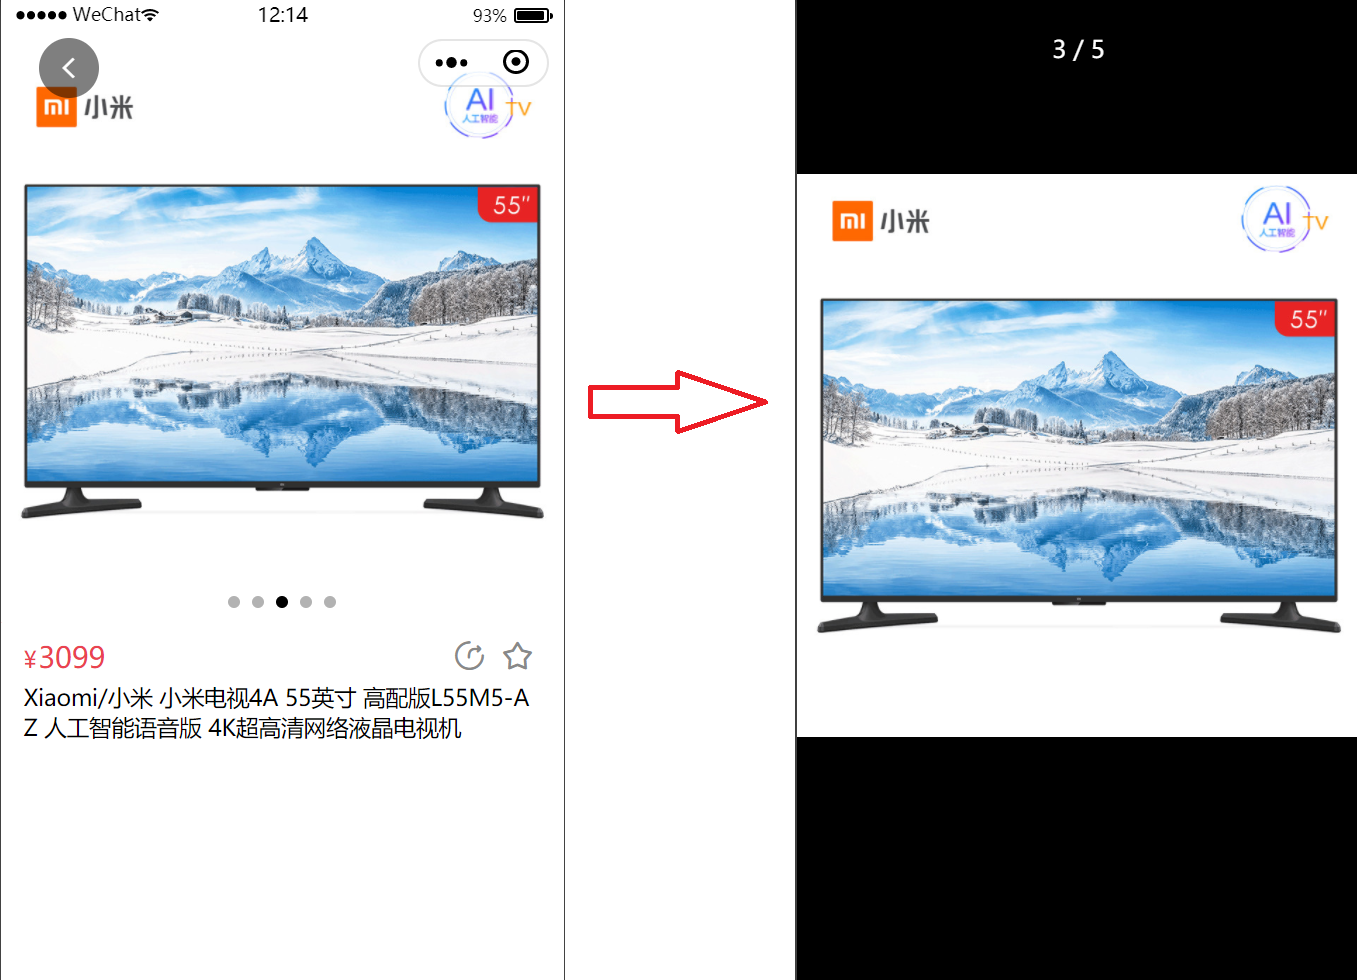 WeChat
12:14
93%
mi 小米
AI
人工智能
TV
55"
¥3099
Xiaomi/小米 小米电视4A 55英寸 高配版L55M5-A
Z 人工智能语音版 4K超高清网络液晶电视机
3 / 5
mi 小米
AI
人工智能
TV
55"